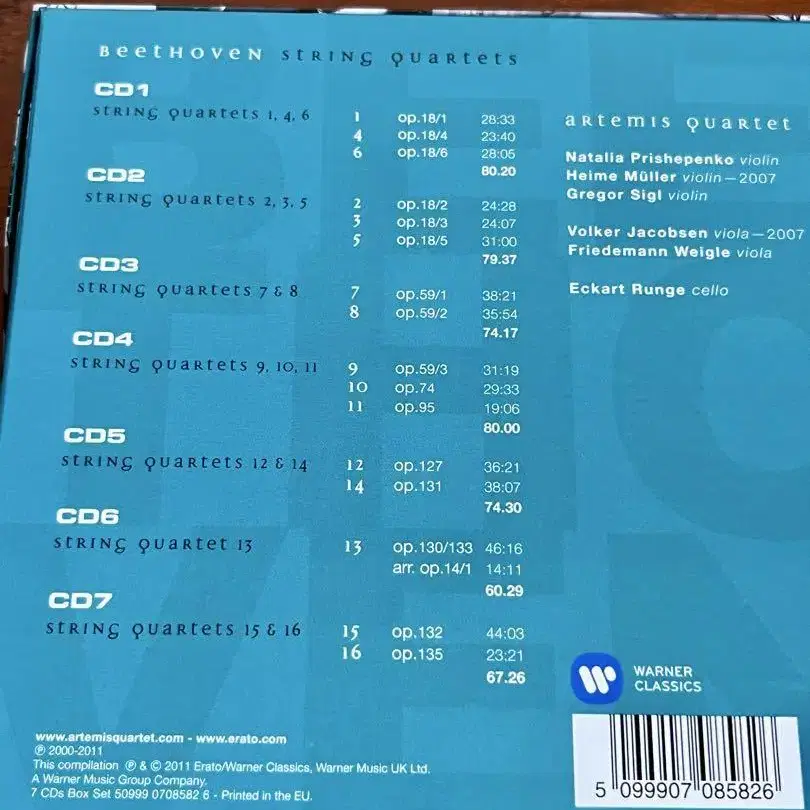 BEETHOVEN STRING QUARTETS
CD1
STRING QUARTETS 1, 4, 6
1 op.18/1 28:33
4 op.18/4 23:40
6 op.18/6 28:05
80.20
CD2
STRING QUARTETS 2, 3, 5
2 op.18/2 24:28
3 op.18/3 24:07
5 op.18/5 31:00
79.37
CD3
STRING QUARTETS 7 & 8
7 op.59/1 38:21
8 op.59/2 35:54
74.17
CD4
STRING QUARTETS 9, 10, 11
9 op.59/3 31:19
10 op.74 29:33
11 op.95 19:06
80.00
CD5
STRING QUARTETS 12 & 14
12 op.127 36:21
14 op.131 38:07
74.30
CD6
STRING QUARTET 13
13 op.130/133 46:16
arr. op.14/1 14:11
60.29
CD7
STRING QUARTETS 15 & 16
15 op.132 44:03
16 op.135 23:21
67.26
ARTEMIS QUARTET
Natalia Prishepenko violin
Heime Müller violin—2007
Gregor Sigl violin
Volker Jacobsen viola—2007
Friedemann Weigle viola
Eckart Runge cello
WARNER
CLASSICS
www.artemisquartet.com - www.erato.com
℗ 2000-2011
This compilation ℗ & © 2011 Erato/Warner Classics, Warner Music UK Ltd.
A Warner Music Group Company.
7 CDs Box Set 50999 0708582 6 - Printed in the EU.
5 099907 085826